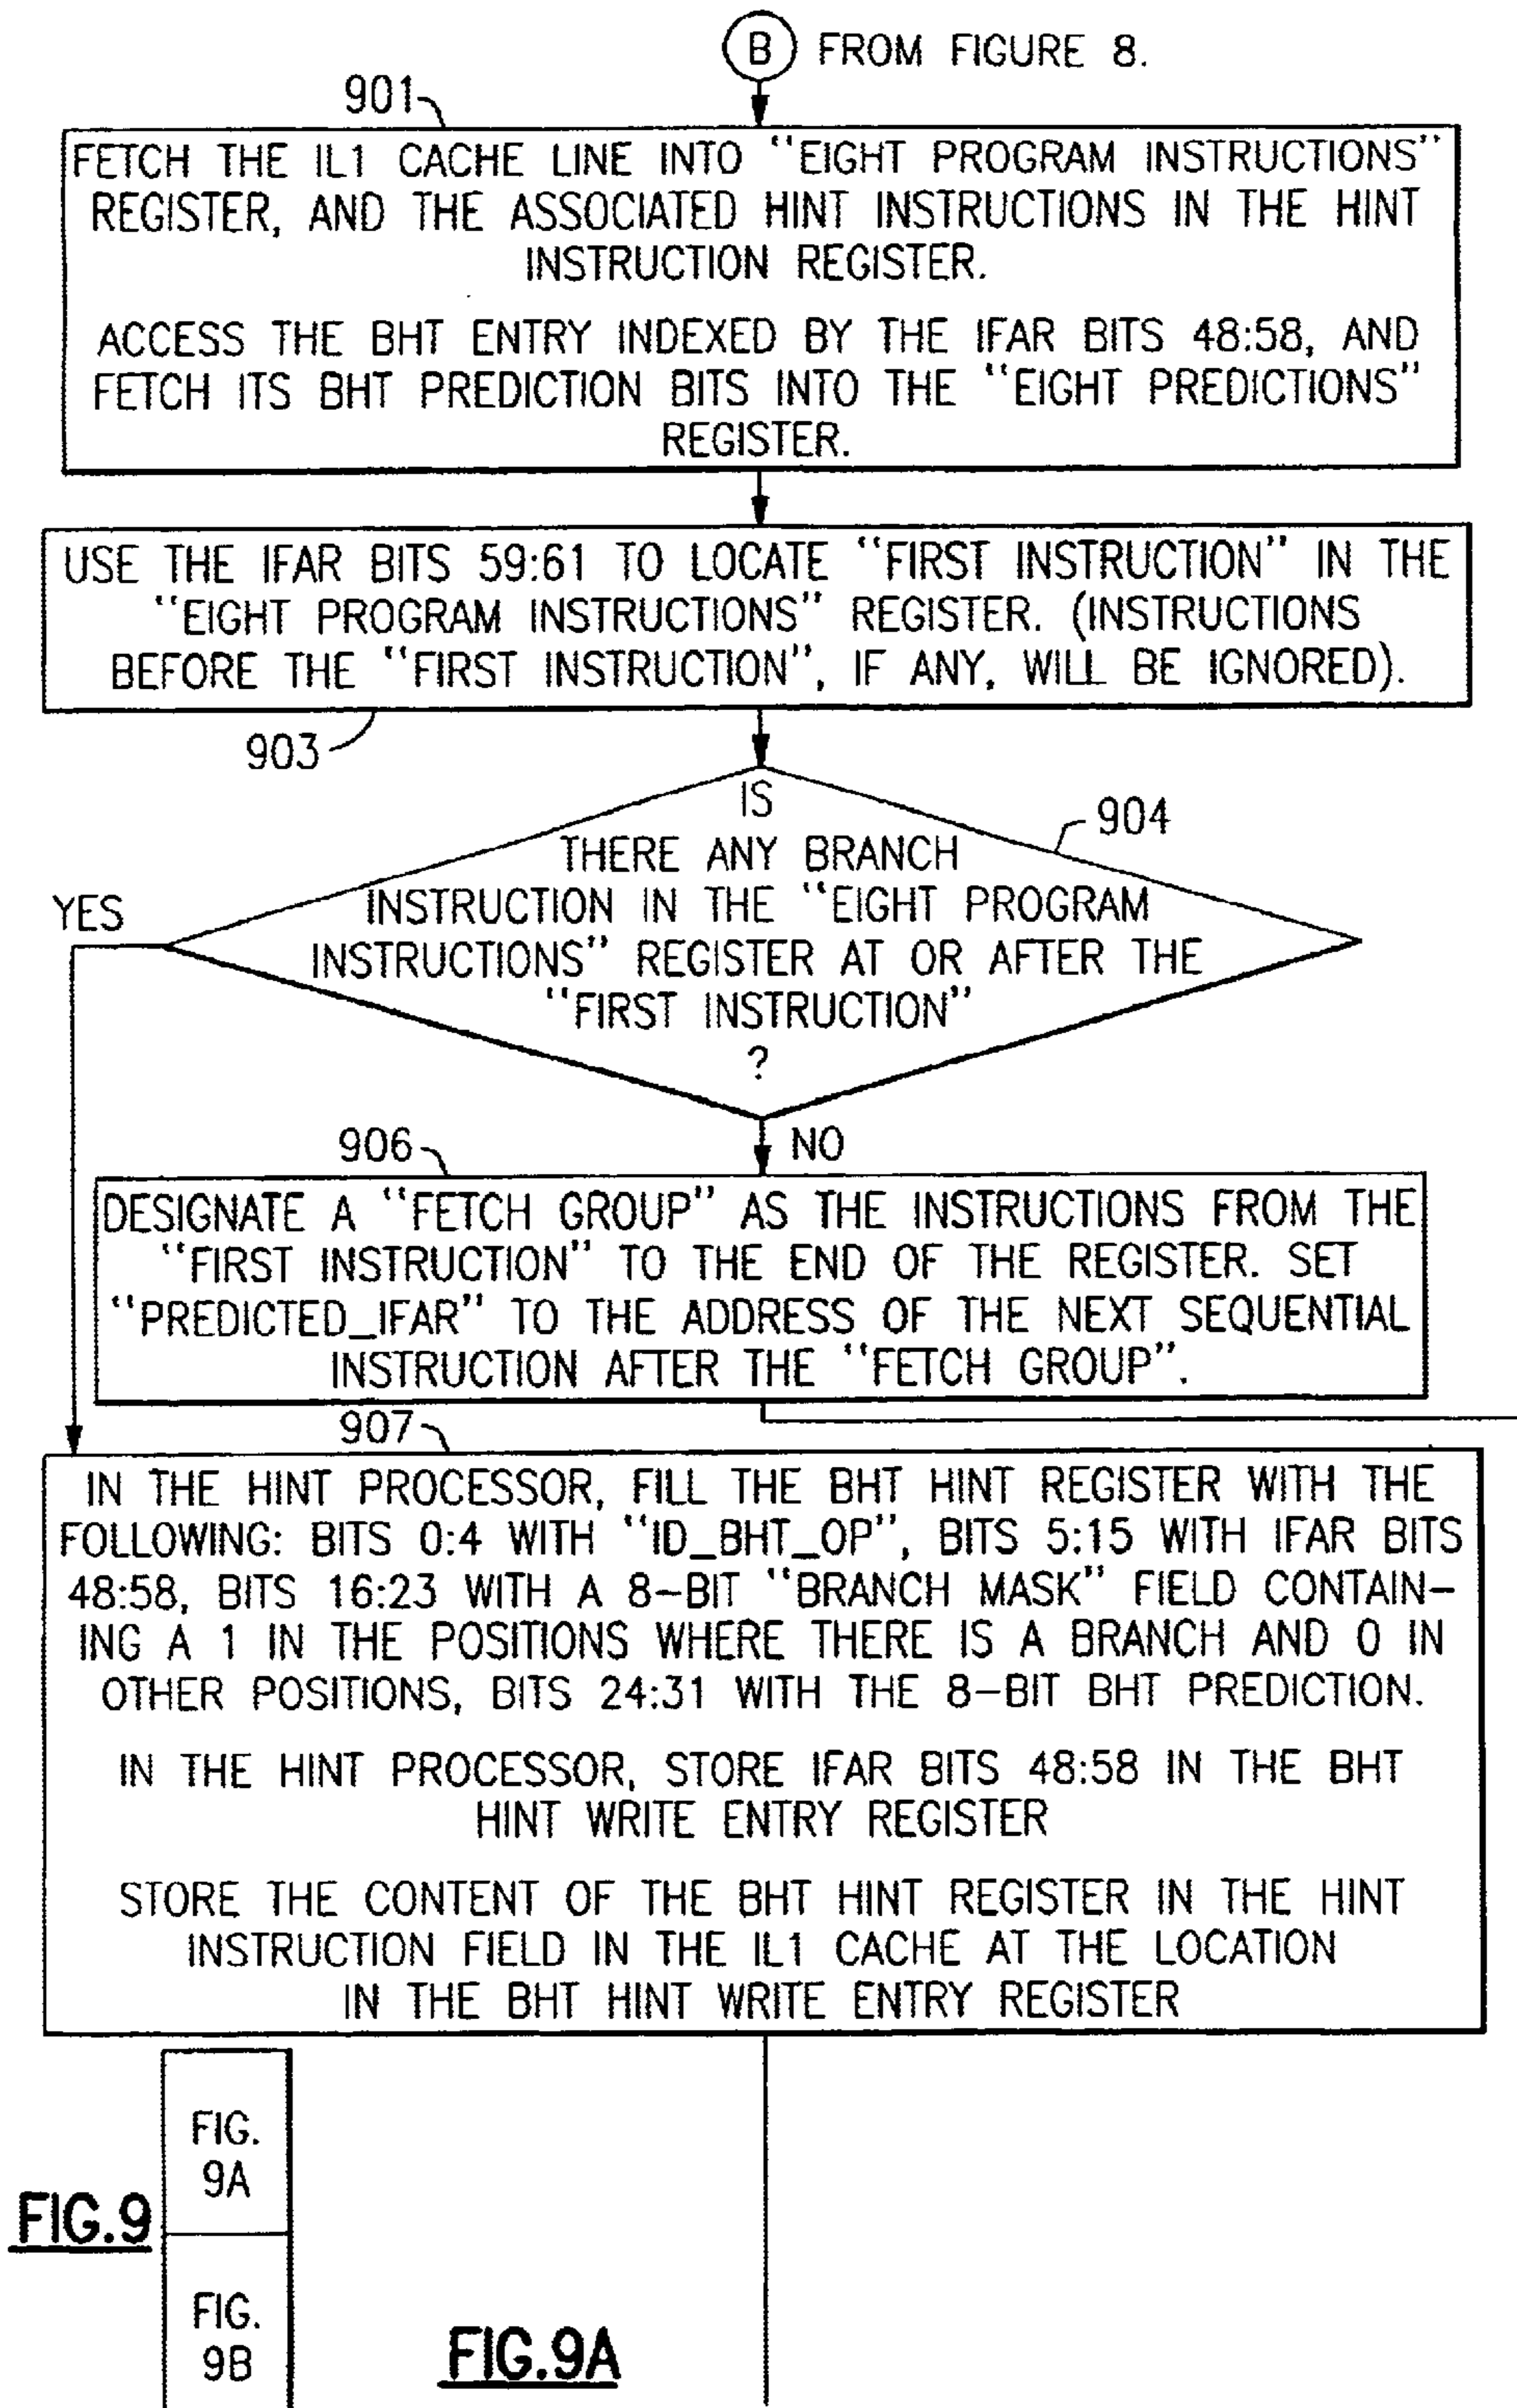 B FROM FIGURE 8.
901
FETCH THE IL1 CACHE LINE INTO "EIGHT PROGRAM INSTRUCTIONS"
REGISTER, AND THE ASSOCIATED HINT INSTRUCTIONS IN THE HINT
INSTRUCTION REGISTER.
ACCESS THE BHT ENTRY INDEXED BY THE IFAR BITS 48:58, AND
FETCH ITS BHT PREDICTION BITS INTO THE "EIGHT PREDICTIONS"
REGISTER.
USE THE IFAR BITS 59:61 TO LOCATE "FIRST INSTRUCTION" IN THE
"EIGHT PROGRAM INSTRUCTIONS" REGISTER. (INSTRUCTIONS
BEFORE THE "FIRST INSTRUCTION", IF ANY, WILL BE IGNORED).
903
IS
904
THERE ANY BRANCH
INSTRUCTION IN THE "EIGHT PROGRAM
INSTRUCTIONS" REGISTER AT OR AFTER THE
"FIRST INSTRUCTION"
?
YES
NO
906
DESIGNATE A "FETCH GROUP" AS THE INSTRUCTIONS FROM THE
"FIRST INSTRUCTION" TO THE END OF THE REGISTER. SET
"PREDICTED_IFAR" TO THE ADDRESS OF THE NEXT SEQUENTIAL
INSTRUCTION AFTER THE "FETCH GROUP".
907
IN THE HINT PROCESSOR, FILL THE BHT HINT REGISTER WITH THE
FOLLOWING: BITS 0:4 WITH "ID_BHT_OP", BITS 5:15 WITH IFAR BITS
48:58, BITS 16:23 WITH A 8-BIT "BRANCH MASK" FIELD CONTAIN-
ING A 1 IN THE POSITIONS WHERE THERE IS A BRANCH AND 0 IN
OTHER POSITIONS, BITS 24:31 WITH THE 8-BIT BHT PREDICTION.
IN THE HINT PROCESSOR, STORE IFAR BITS 48:58 IN THE BHT
HINT WRITE ENTRY REGISTER
STORE THE CONTENT OF THE BHT HINT REGISTER IN THE HINT
INSTRUCTION FIELD IN THE IL1 CACHE AT THE LOCATION
IN THE BHT HINT WRITE ENTRY REGISTER
FIG.9
FIG.
9A
FIG.
9B
FIG.9A